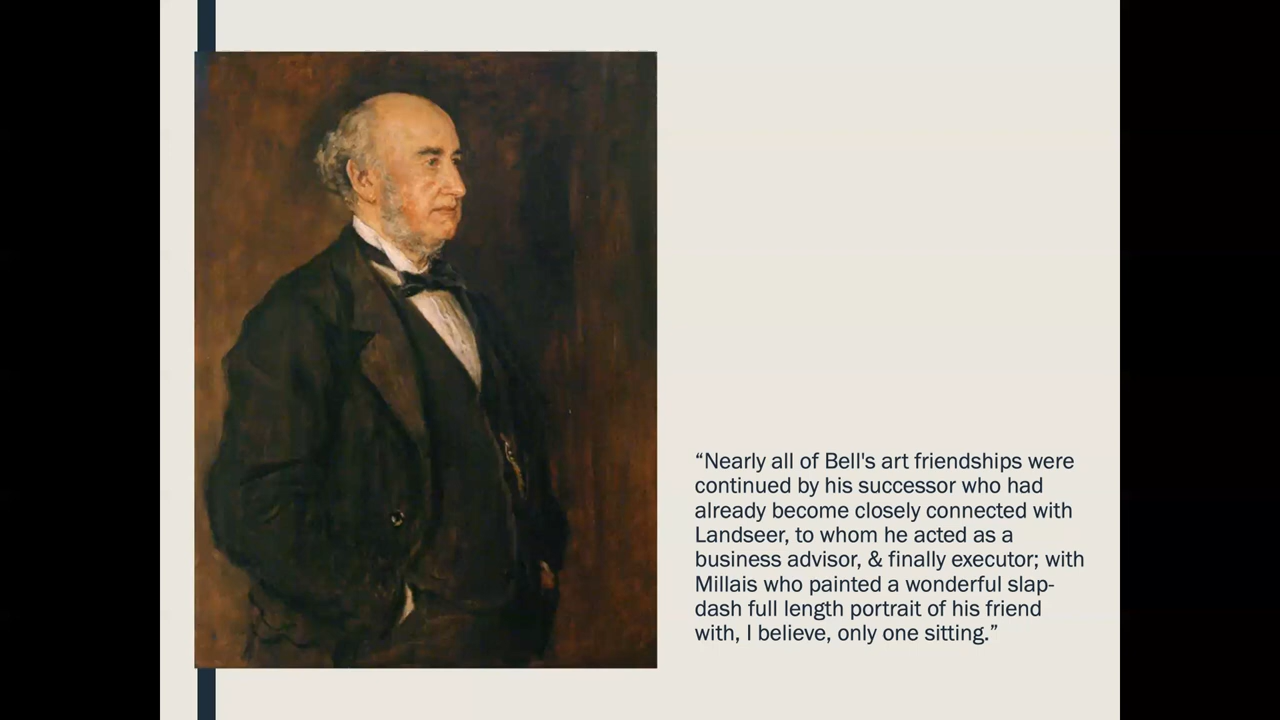 “Nearly all of Bell's art friendships were
continued by his successor who had
already become closely connected with
Landseer, to whom he acted as a
business advisor, & finally executor; with
Millais who painted a wonderful slap-
dash full length portrait of his friend
with, I believe, only one sitting.”